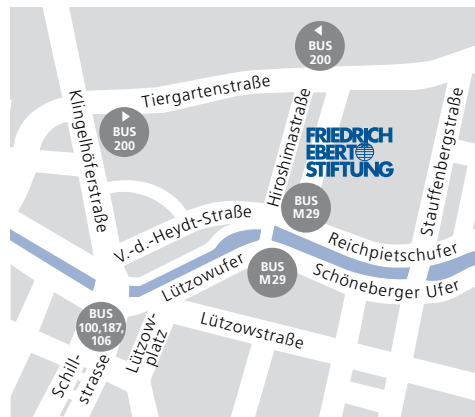 BUS
200
Tiergartenstraße
BUS
200
Klingelhöferstraße
Hiroshimastraße
FRIEDRICH
EBERT
STIFTUNG
Stauffenbergstraße
V.-d.-Heydt-Straße
BUS
M29
Reichpietschufer
Lützowufer
BUS
M29
Schöneberger Ufer
BUS
100,187,
106
Lützow-
platz
Lützowstraße
Schill-
strasse